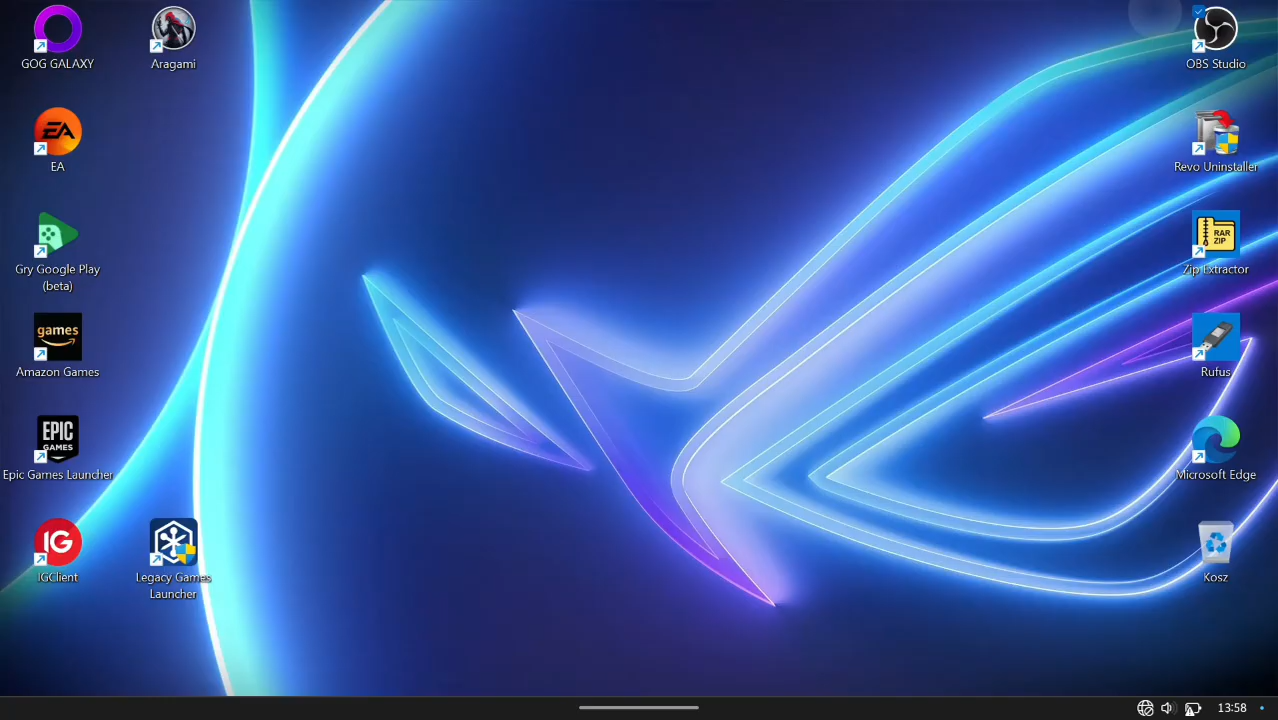 GOG GALAXY
Aragami
OBS Studio
EA
EA
Revo Uninstaller
Gry Google Play
(beta)
RAR
ZIP
Zip Extractor
games
Amazon Games
Rufus
EPIC
GAMES
Epic Games Launcher
Microsoft Edge
IG
IGClient
Legacy Games
Launcher
Kosz
13:58